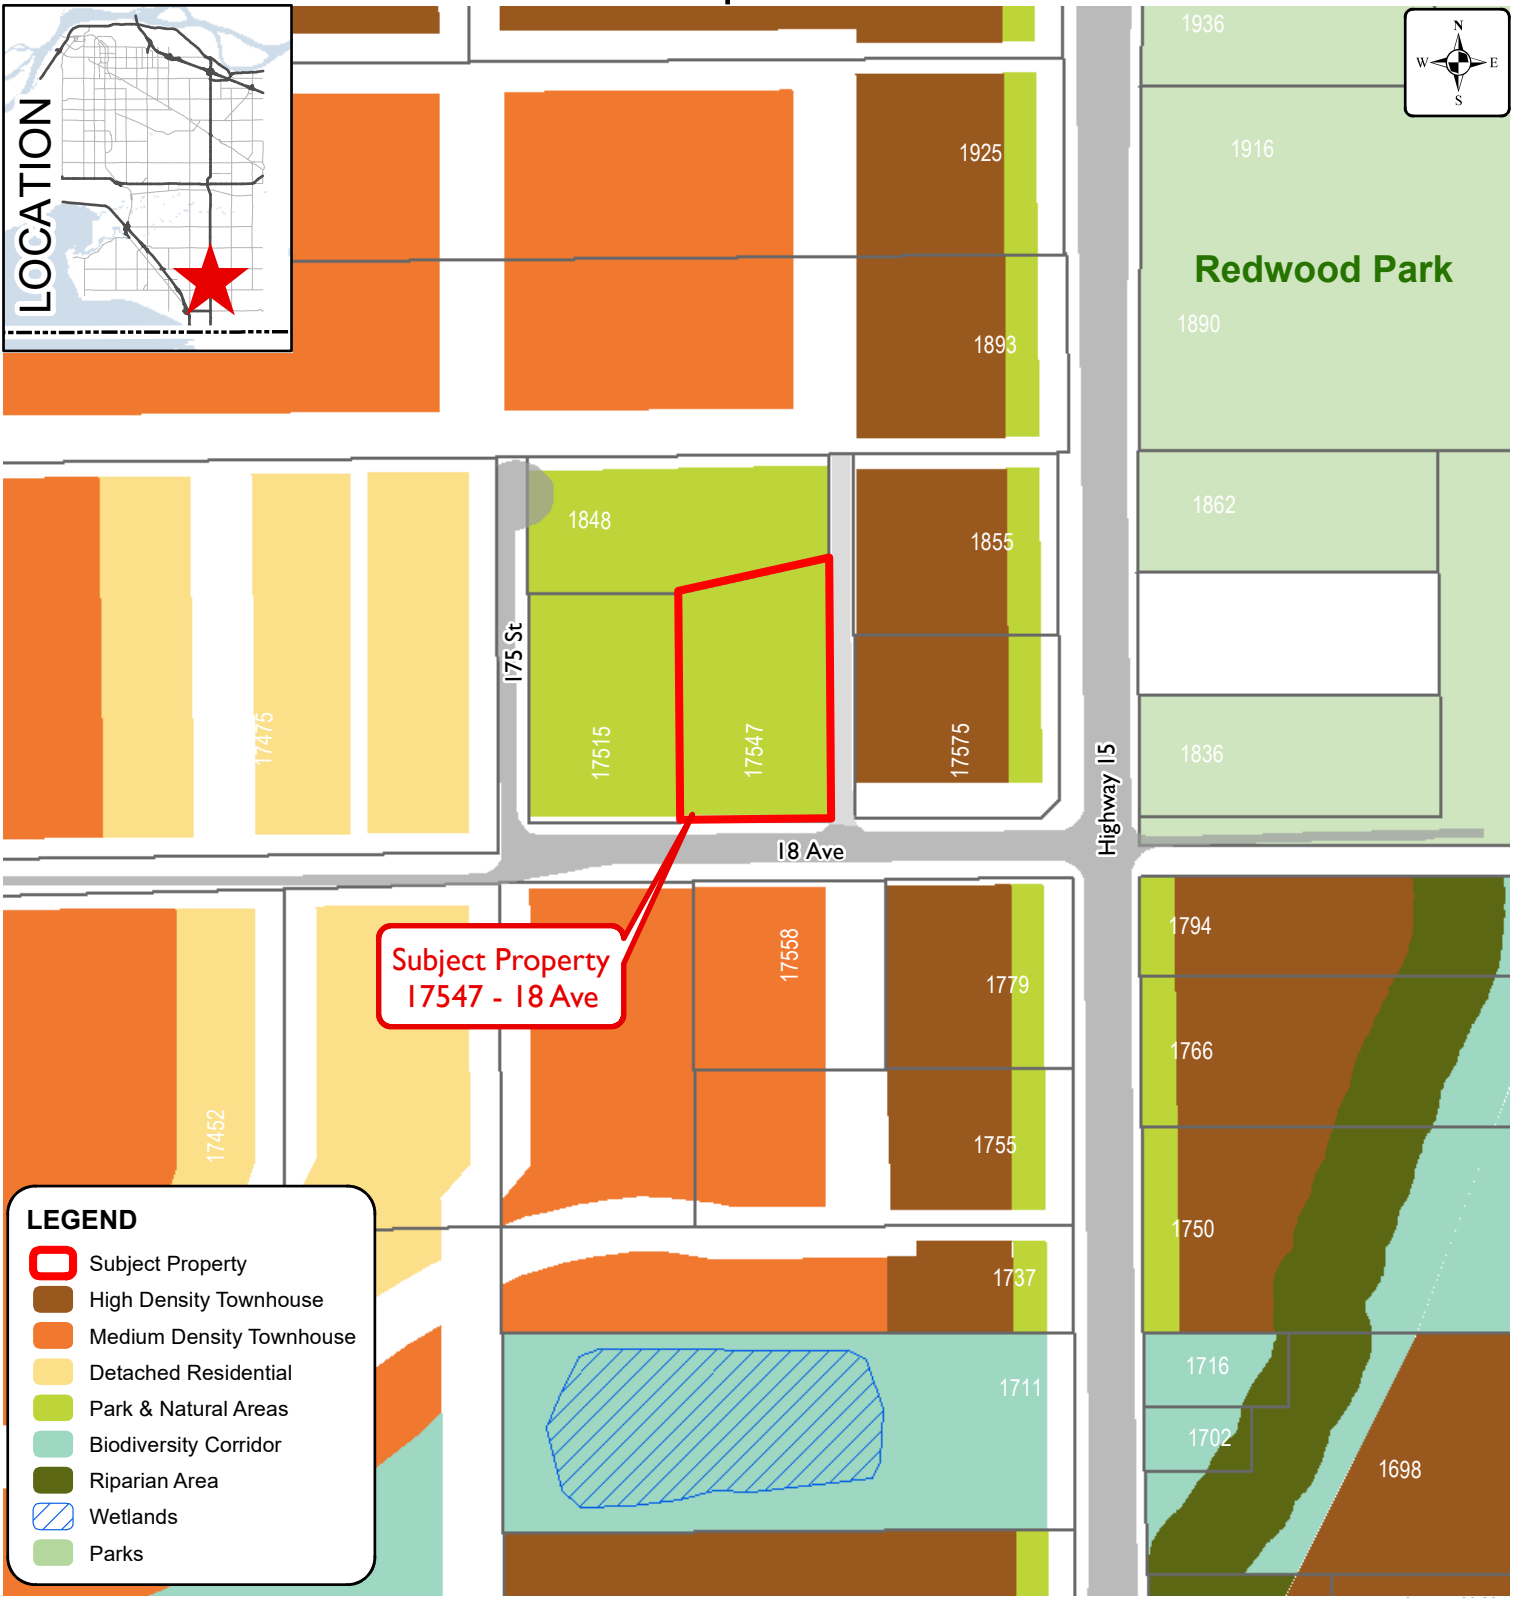 LOCATION
N
W E
S
1936
1916
1925
Redwood Park
1890
1893
1848
1862
1855
175 St
17475
17515
17547
17575
1836
Highway 15
18 Ave
1794
17558
Subject Property
17547 - 18 Ave
1779
1766
17452
1755
1750
LEGEND
Subject Property
High Density Townhouse
Medium Density Townhouse
Detached Residential
Park & Natural Areas
Biodiversity Corridor
Riparian Area
Wetlands
Parks
1737
1716
1711
1702
1698